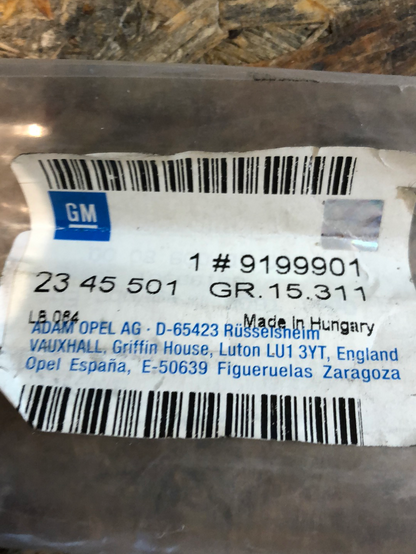 GM
1 # 9199901
23 45 501 GR.15.311
LB 064 Made In Hungary
ADAM OPEL AG · D-65423 Rüsselsheim
VAUXHALL, Griffin House, Luton LU1 3YT, England
Opel España, E-50639 Figueruelas Zaragoza